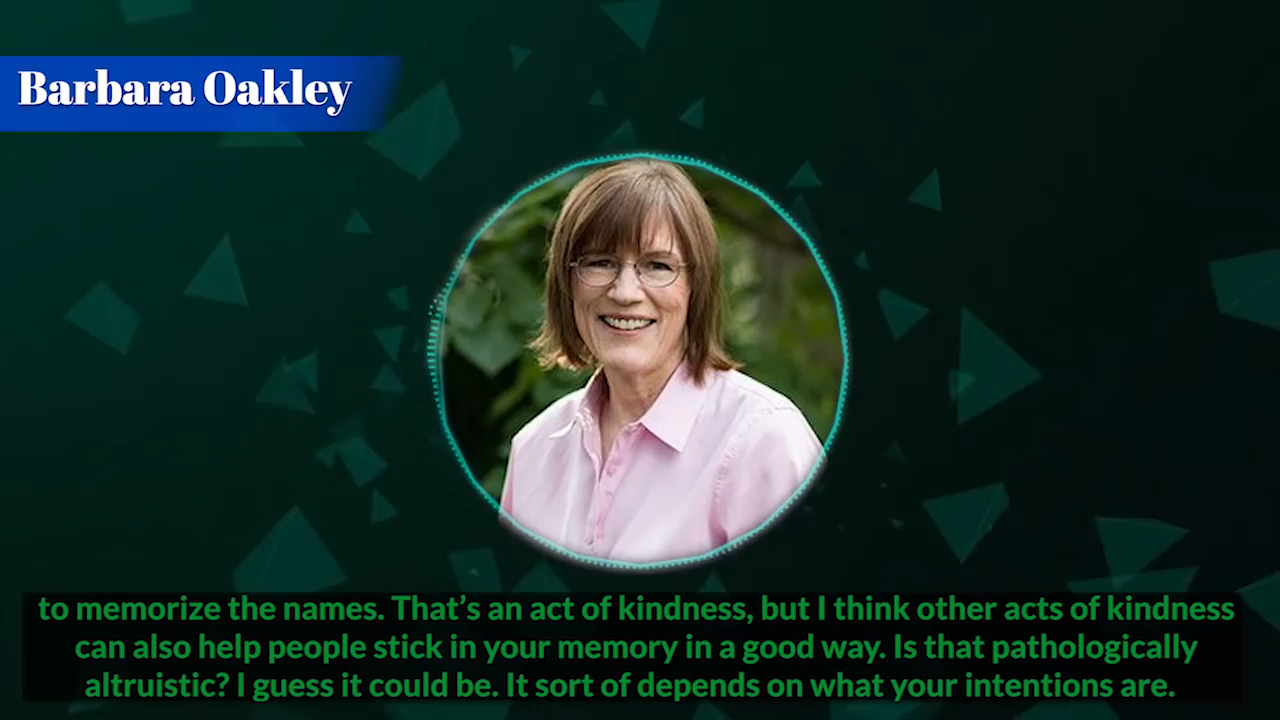 Barbara Oakley
to memorize the names. That’s an act of kindness, but I think other acts of kindness
can also help people stick in your memory in a good way. Is that pathologically
altruistic? I guess it could be. It sort of depends on what your intentions are.